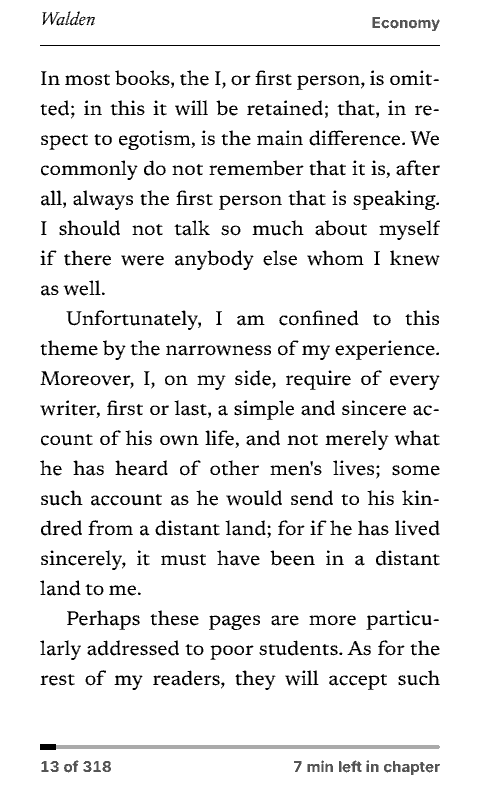 Walden
Economy
In most books, the I, or first person, is omit-
ted; in this it will be retained; that, in re-
spect to egotism, is the main difference. We
commonly do not remember that it is, after
all, always the first person that is speaking.
I should not talk so much about myself
if there were anybody else whom I knew
as well.
Unfortunately, I am confined to this
theme by the narrowness of my experience.
Moreover, I, on my side, require of every
writer, first or last, a simple and sincere ac-
count of his own life, and not merely what
he has heard of other men's lives; some
such account as he would send to his kin-
dred from a distant land; for if he has lived
sincerely, it must have been in a distant
land to me.
Perhaps these pages are more particu-
larly addressed to poor students. As for the
rest of my readers, they will accept such
13 of 318
7 min left in chapter